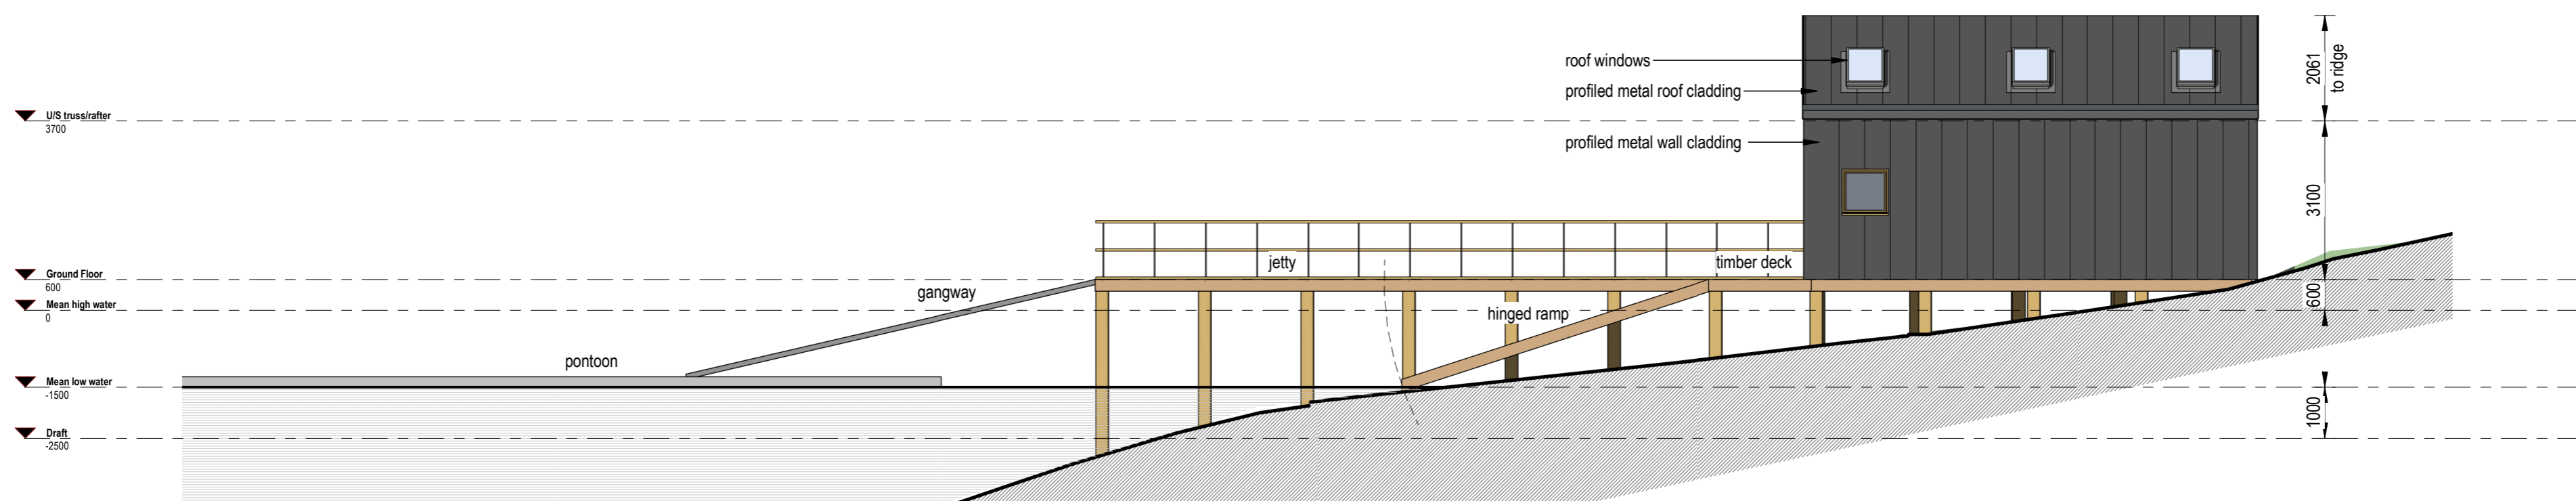 roof windows
profiled metal roof cladding
2061
to ridge
U/S truss/rafter
3700
profiled metal wall cladding
3100
jetty
timber deck
Ground Floor
600
gangway
600
Mean high water
0
hinged ramp
pontoon
Mean low water
-1500
1000
Draft
-2500